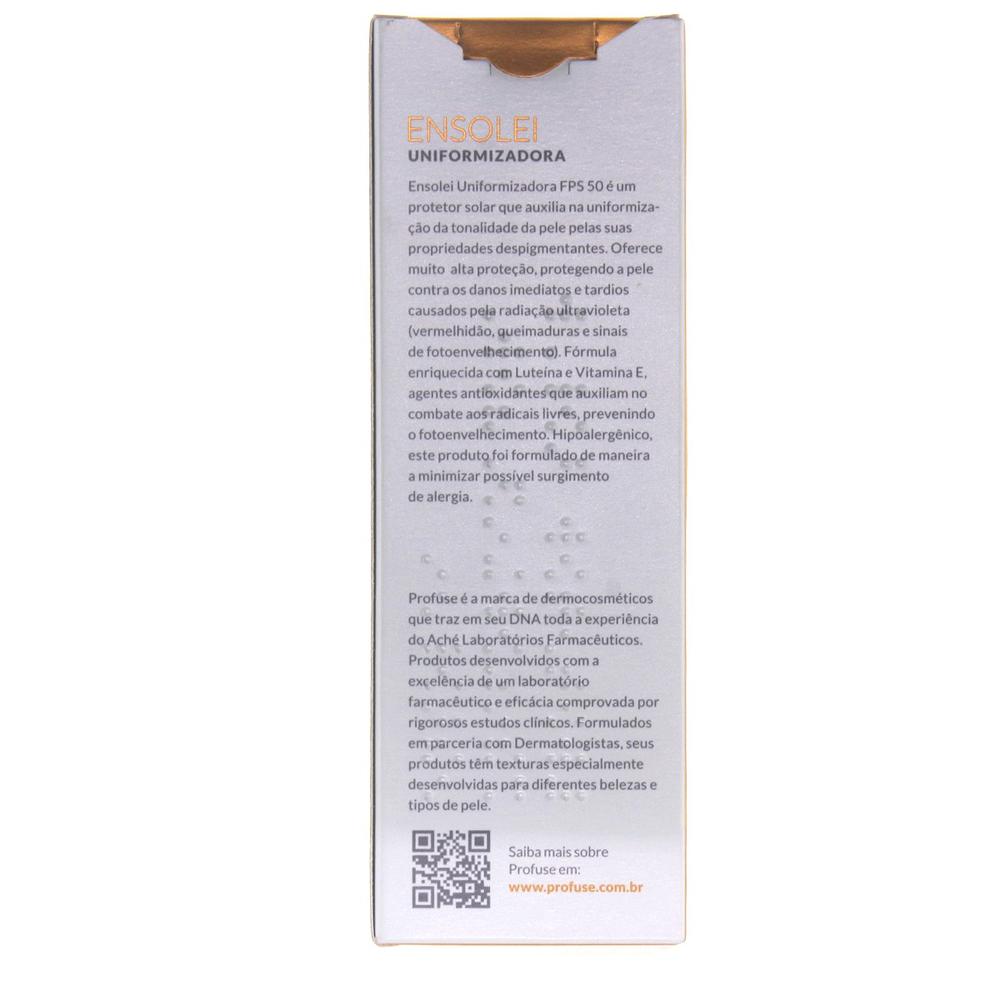 ENSOLEI
UNIFORMIZADORA
Ensolei Uniformizadora FPS 50 é um
protetor solar que auxilia na uniformiza-
ção da tonalidade da pele pelas suas
propriedades despigmentantes. Oferece
muito alta proteção, protegendo a pele
contra os danos imediatos e tardios
causados pela radiação ultravioleta
(vermelhidão, queimaduras e sinais
de fotoenvelhecimento). Fórmula
enriquecida com Luteína e Vitamina E,
agentes antioxidantes que auxiliam no
combate aos radicais livres, prevenindo
o fotoenvelhecimento. Hipoalergênico,
este produto foi formulado de maneira
a minimizar possível surgimento
de alergia.
Profuse é a marca de dermocosméticos
que traz em seu DNA toda a experiência
do Aché Laboratórios Farmacêuticos.
Produtos desenvolvidos com a
excelência de um laboratório
farmacêutico e eficácia comprovada por
rigorosos estudos clínicos. Formulados
em parceria com Dermatologistas, seus
produtos têm texturas especialmente
desenvolvidas para diferentes belezas e
tipos de pele.
Saiba mais sobre
Profuse em:
www.profuse.com.br